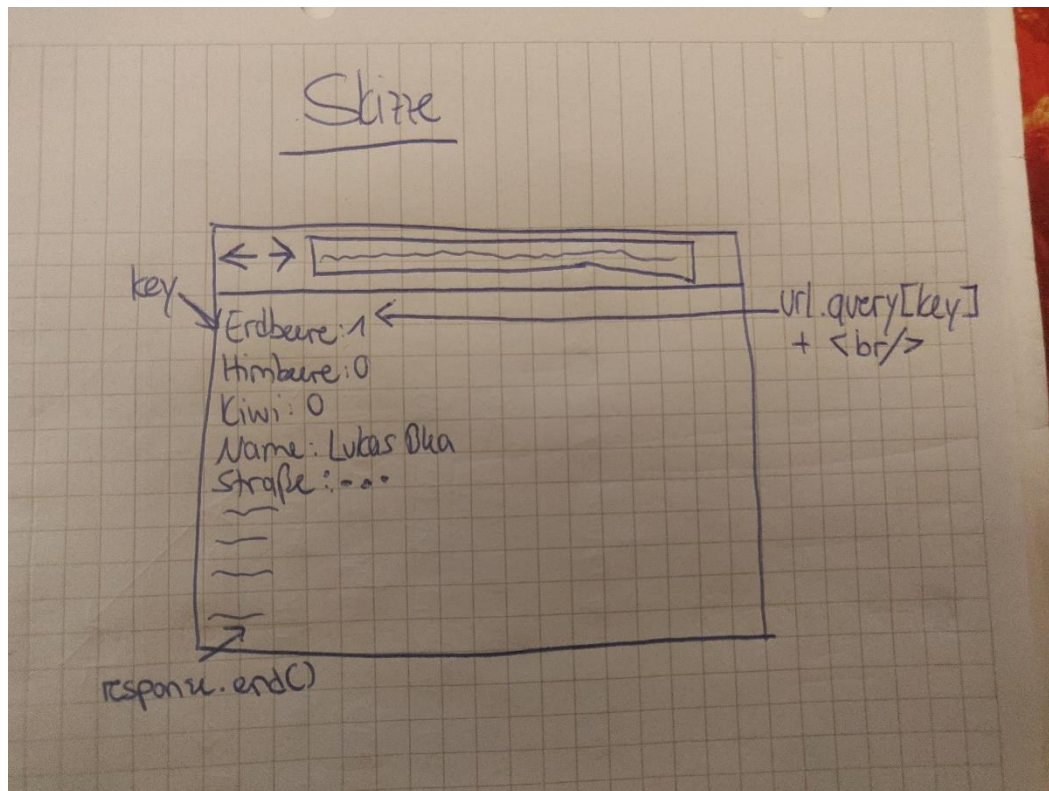 Skizze
key
Erdbeere: 1
url.query[key]
+ <br/>
Himbeere: 0
Kiwi: 0
Name: Lukas
Straße: ...
response.end()